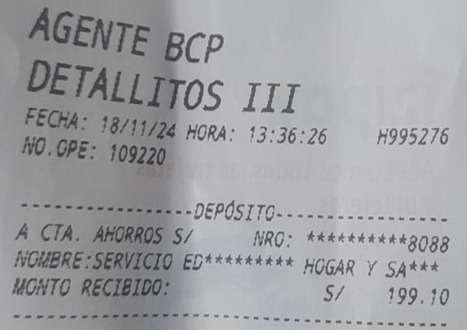 AGENTE BCP
DETALLITOS III
FECHA: 18/11/24 HORA: 13:36:26 H995276
NO.OPE: 109220
-----------------DEPÓSITO-----------------
A CTA. AHORROS S/ NRO: **********8088
NOMBRE:SERVICIO ED********* HOGAR Y SA***
MONTO RECIBIDO: S/ 199.10
------------------------------------------